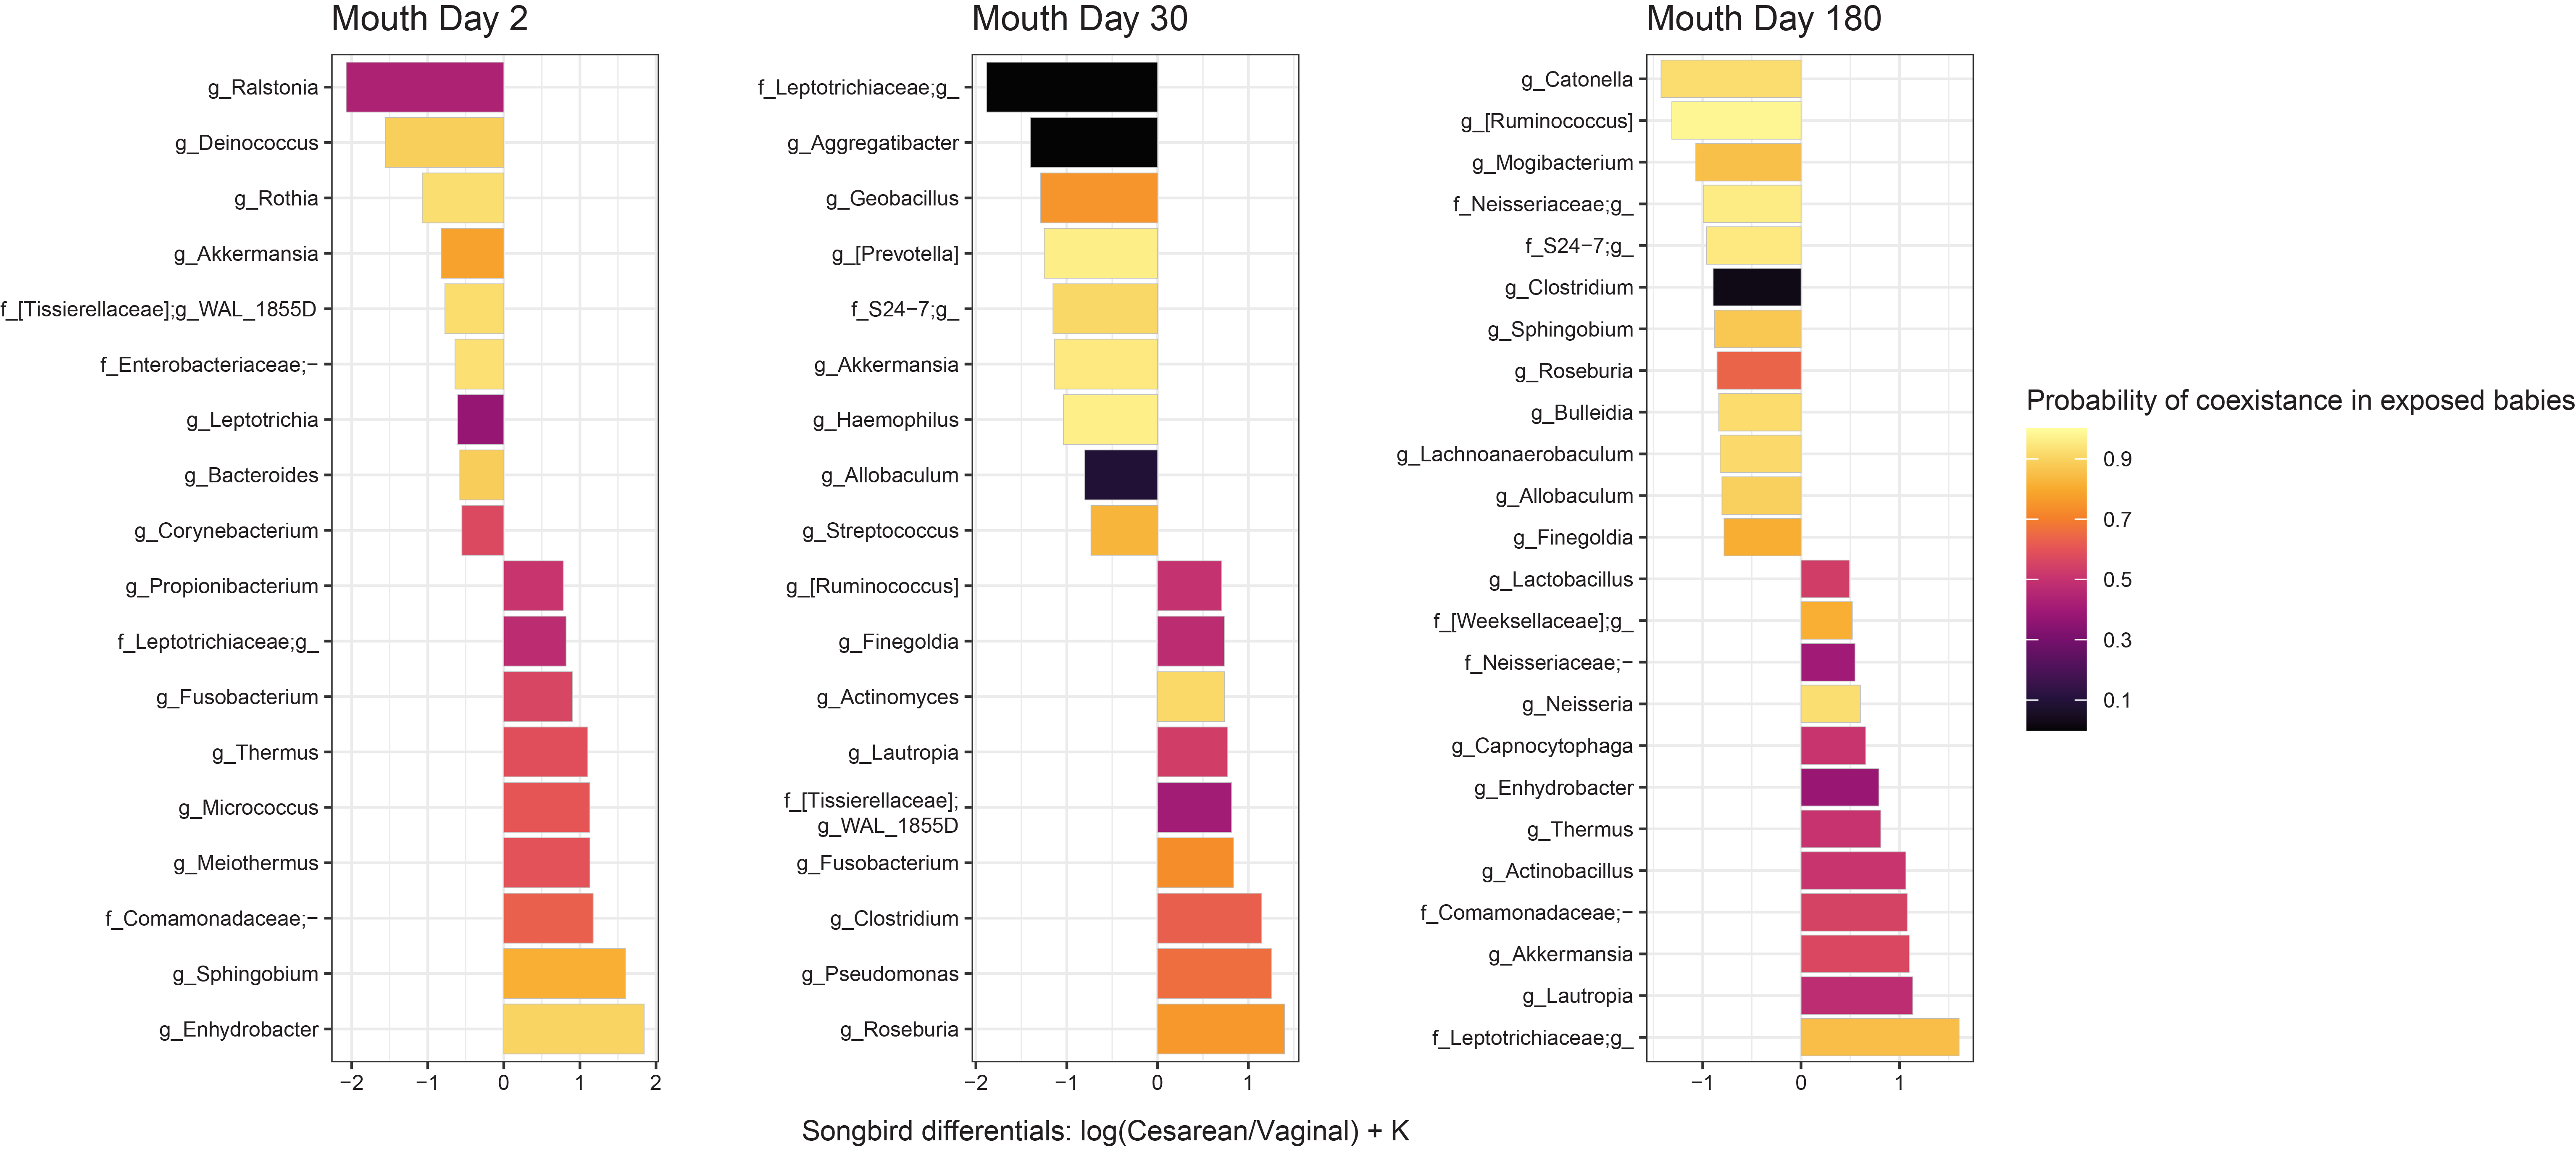 Mouth Day 2
g_Ralstonia
g_Deinococcus
g_Rothia
g_Akkermansia
f_[Tissierellaceae];g_WAL_1855D
f_Enterobacteriaceae;−
g_Leptotrichia
g_Bacteroides
g_Corynebacterium
g_Propionibacterium
f_Leptotrichiaceae;g_
g_Fusobacterium
g_Thermus
g_Micrococcus
g_Meiothermus
f_Comamonadaceae;−
g_Sphingobium
g_Enhydrobacter
−2 −1 0 1 2
Mouth Day 30
f_Leptotrichiaceae;g_
g_Aggregatibacter
g_Geobacillus
g_[Prevotella]
f_S24−7;g_
g_Akkermansia
g_Haemophilus
g_Allobaculum
g_Streptococcus
g_[Ruminococcus]
g_Finegoldia
g_Actinomyces
g_Lautropia
f_[Tissierellaceae];
g_WAL_1855D
g_Fusobacterium
g_Clostridium
g_Pseudomonas
g_Roseburia
−2 −1 0 1
Mouth Day 180
g_Catonella
g_[Ruminococcus]
g_Mogibacterium
f_Neisseriaceae;g_
f_S24−7;g_
g_Clostridium
g_Sphingobium
g_Roseburia
g_Bulleidia
g_Lachnoanaerobaculum
g_Allobaculum
g_Finegoldia
g_Lactobacillus
f_[Weeksellaceae];g_
f_Neisseriaceae;−
g_Neisseria
g_Capnocytophaga
g_Enhydrobacter
g_Thermus
g_Actinobacillus
f_Comamonadaceae;−
g_Akkermansia
g_Lautropia
f_Leptotrichiaceae;g_
−1 0 1
Songbird differentials: log(Cesarean/Vaginal) + K
Probability of coexistance in exposed babies
0.9
0.7
0.5
0.3
0.1